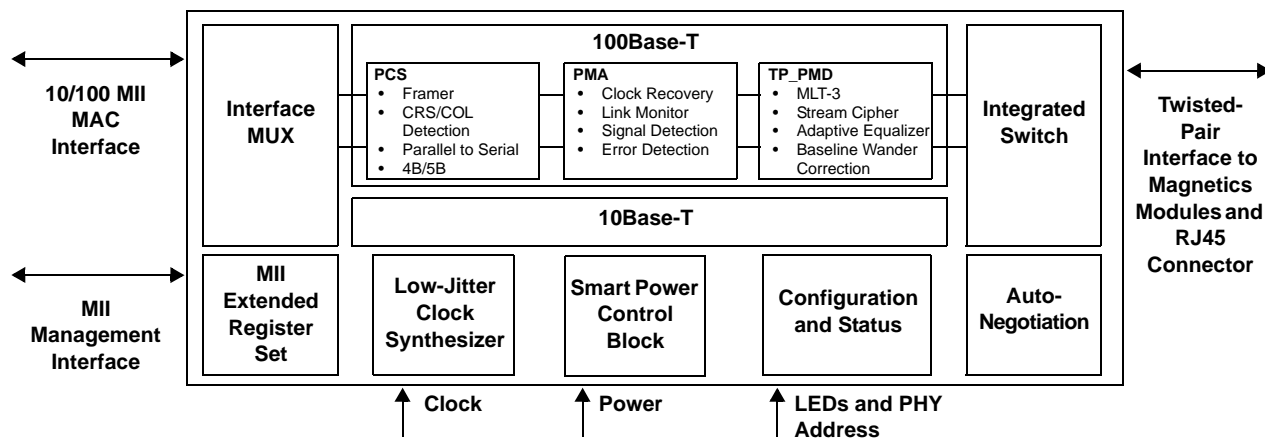 10/100 MII
MAC
Interface
MII
Management
Interface
Interface
MUX
100Base-T
PCS
• Framer
• CRS/COL
Detection
• Parallel to Serial
• 4B/5B
PMA
• Clock Recovery
• Link Monitor
• Signal Detection
• Error Detection
TP_PMD
• MLT-3
• Stream Cipher
• Adaptive Equalizer
• Baseline Wander
Correction
10Base-T
Integrated
Switch
Twisted-
Pair
Interface to
Magnetics
Modules and
RJ45
Connector
MII
Extended
Register
Set
Low-Jitter
Clock
Synthesizer
Smart Power
Control
Block
Configuration
and Status
Auto-
Negotiation
Clock
Power
LEDs and PHY
Address